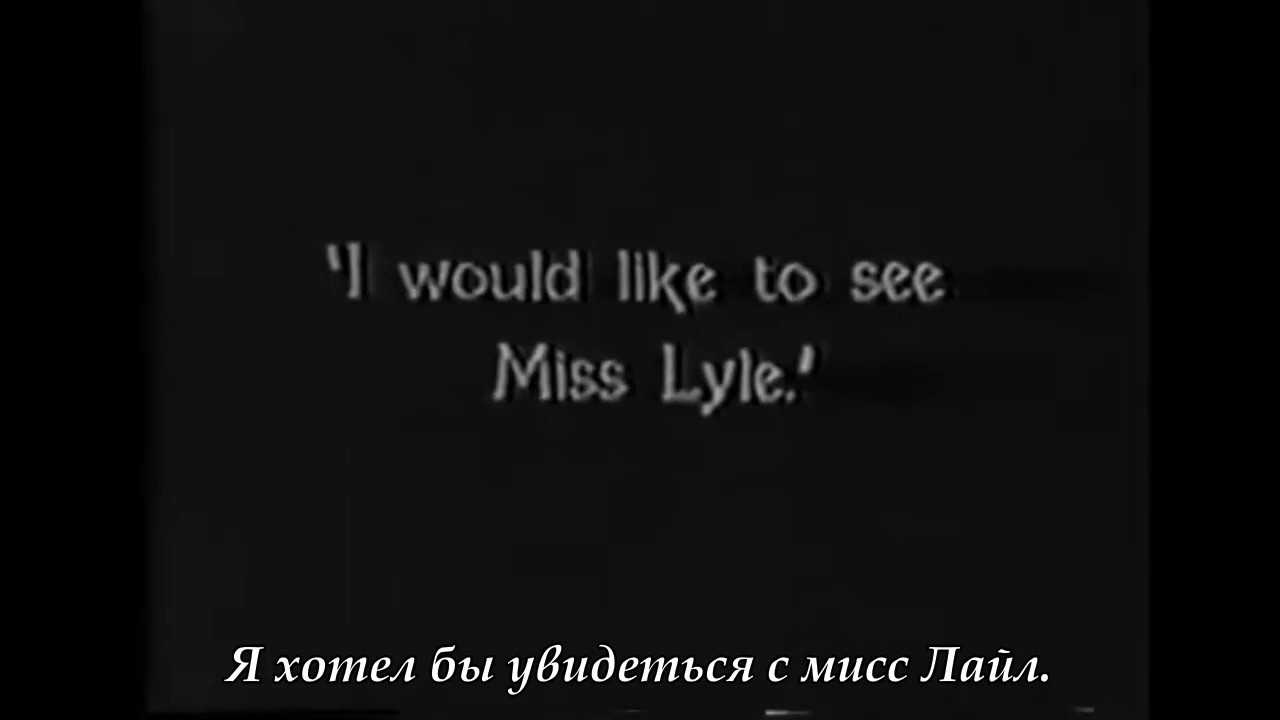 'I would like to see
Miss Lyle.'
Я хотел бы увидеться с мисс Лайл.